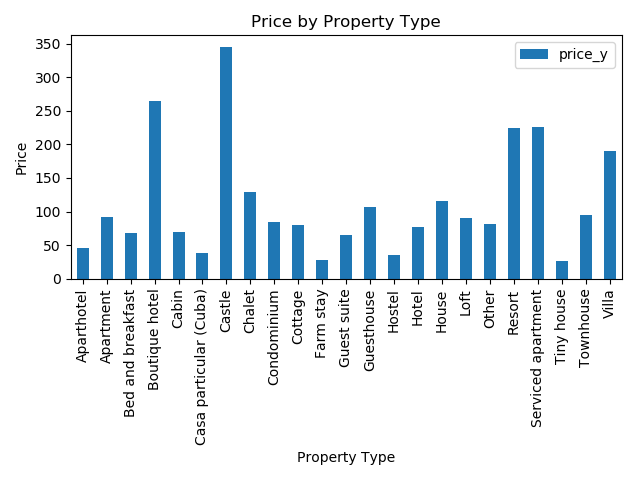 Price by Property Type
price_y
350
300
250
200
150
100
50
0
Price
Aparthotel
Apartment
Bed and breakfast
Boutique hotel
Cabin
Casa particular (Cuba)
Castle
Chalet
Condominium
Cottage
Farm stay
Guest suite
Guesthouse
Hostel
Hotel
House
Loft
Other
Resort
Serviced apartment
Tiny house
Townhouse
Villa
Property Type